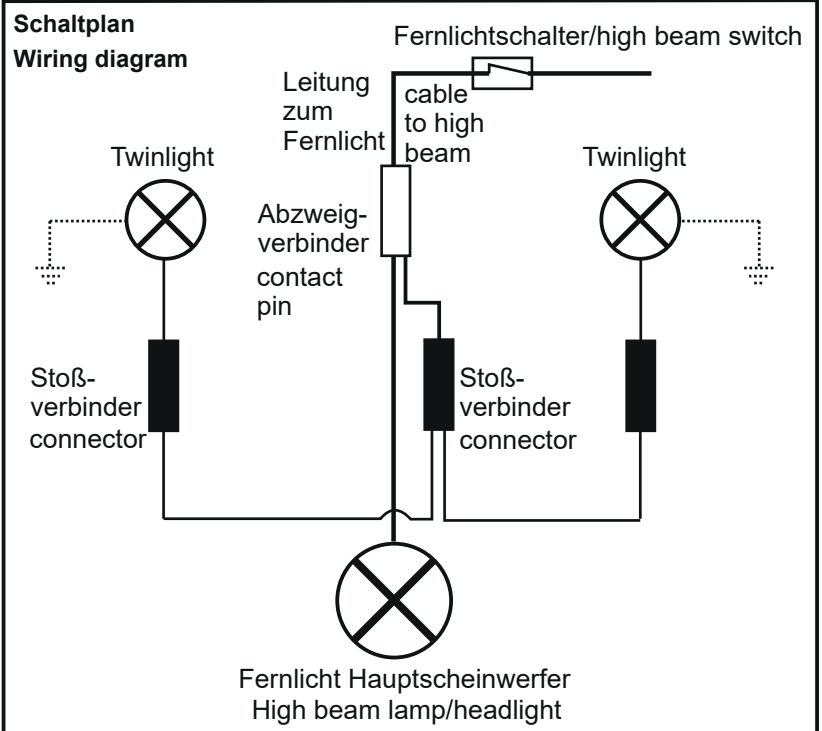 Schaltplan
Wiring diagram
Fernlichtschalter/high beam switch
Leitung
zum
Fernlicht
cable
to high
beam
Twinlight
Twinlight
Abzweig-
verbinder
contact
pin
Stoß-
verbinder
connector
Stoß-
verbinder
connector
Fernlicht Hauptscheinwerfer
High beam lamp/headlight